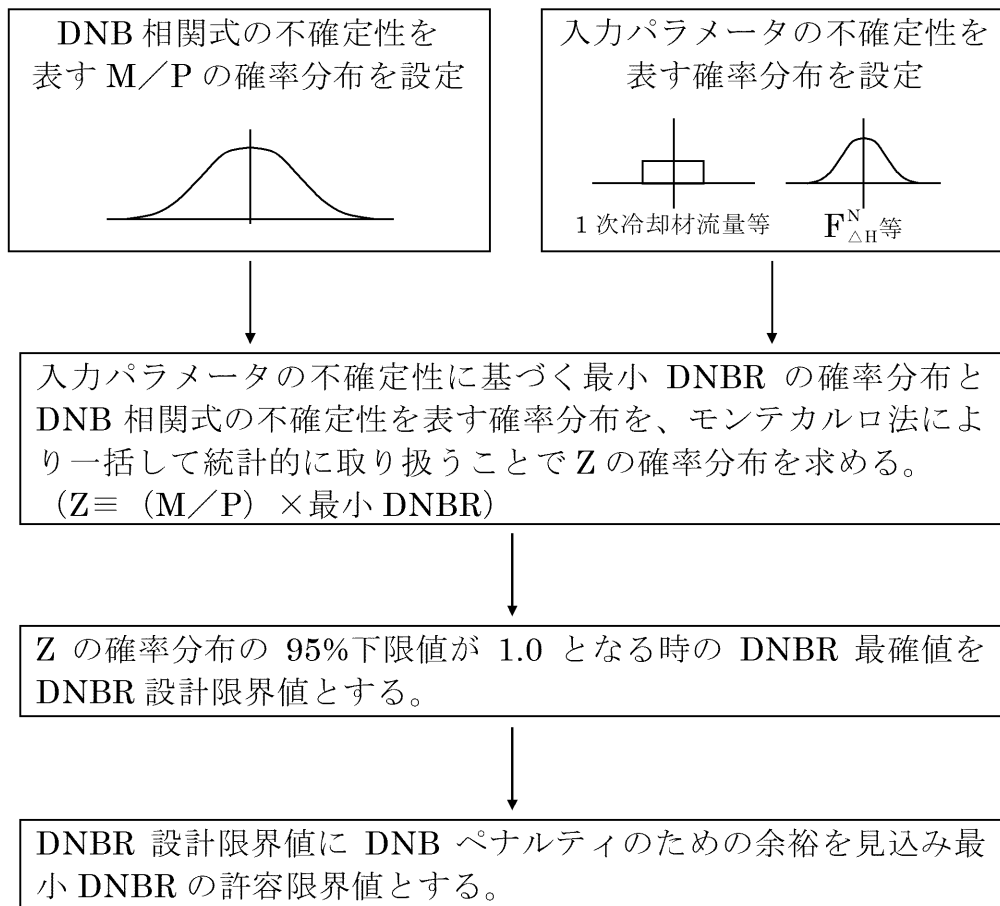 DNB 相関式の不確定性を
表す M／P の確率分布を設定
入力パラメータの不確定性を
表す確率分布を設定
1 次冷却材流量等
F^N_△H等
入力パラメータの不確定性に基づく最小 DNBR の確率分布と
DNB 相関式の不確定性を表す確率分布を、モンテカルロ法によ
り一括して統計的に取り扱うことで Z の確率分布を求める。
（Z≡（M／P）×最小 DNBR）
Z の確率分布の 95%下限値が 1.0 となる時の DNBR 最確値を
DNBR 設計限界値とする。
DNBR 設計限界値に DNB ペナルティのための余裕を見込み最
小 DNBR の許容限界値とする。